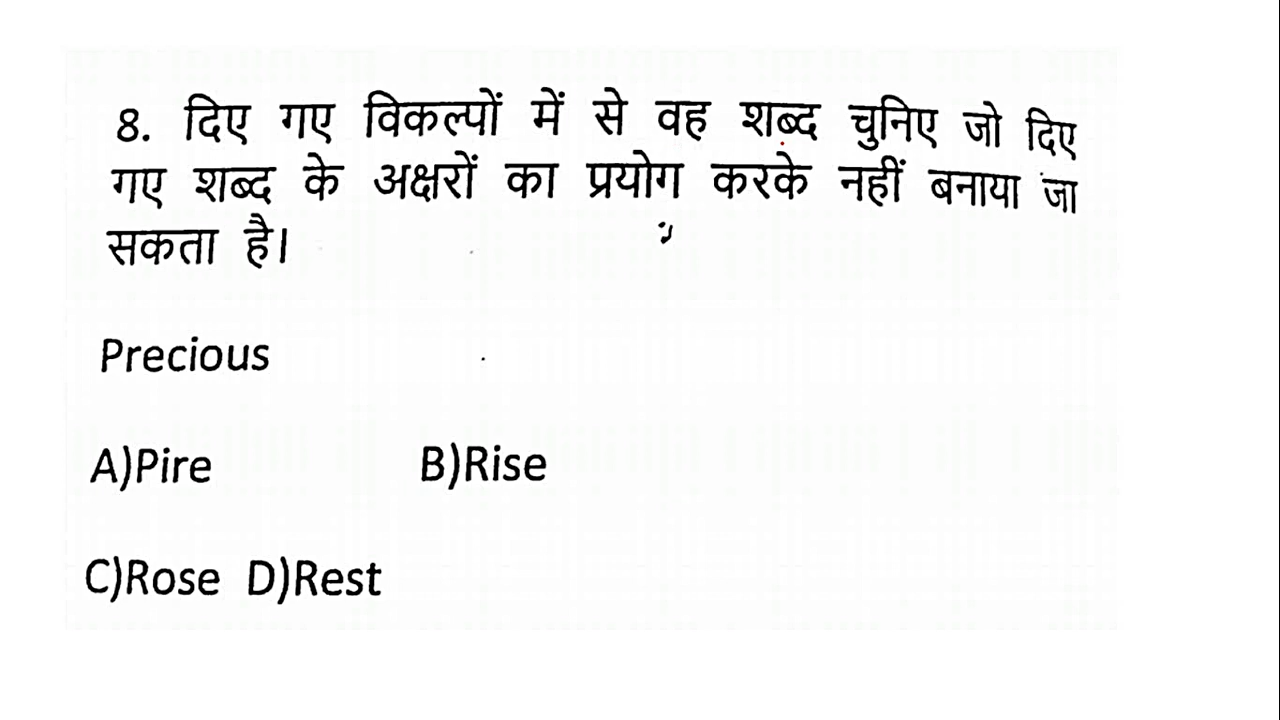 8. दिए गए विकल्पों में से वह शब्द चुनिए जो दिए
गए शब्द के अक्षरों का प्रयोग करके नहीं बनाया जा
सकता है।
Precious
A)Pire B)Rise
C)Rose D)Rest